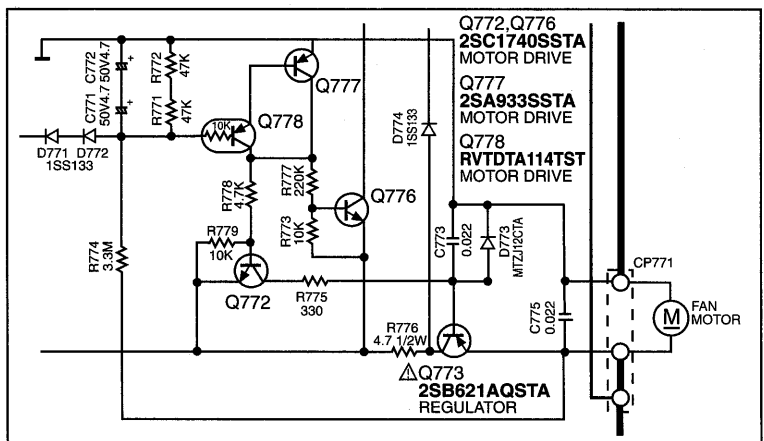 Q772,Q776
2SC1740SSTA
MOTOR DRIVE
Q777
2SA933SSTA
MOTOR DRIVE
Q778
RVTDTA114TST
MOTOR DRIVE
C772
50V4.7
+
R772
47K
Q777
C771
50V4.7
+
R771
47K
10K
Q778
D774
1SS133
D771
D772
1SS133
R778
4.7K
R777
220K
Q776
R774
3.3M
R779
10K
R773
10K
C773
0.022
D773
MTZJ12CTA
CP771
Q772
R775
330
C775
0.022
M
FAN
MOTOR
R776
4.7 1/2W
Q773
2SB621AQSTA
REGULATOR